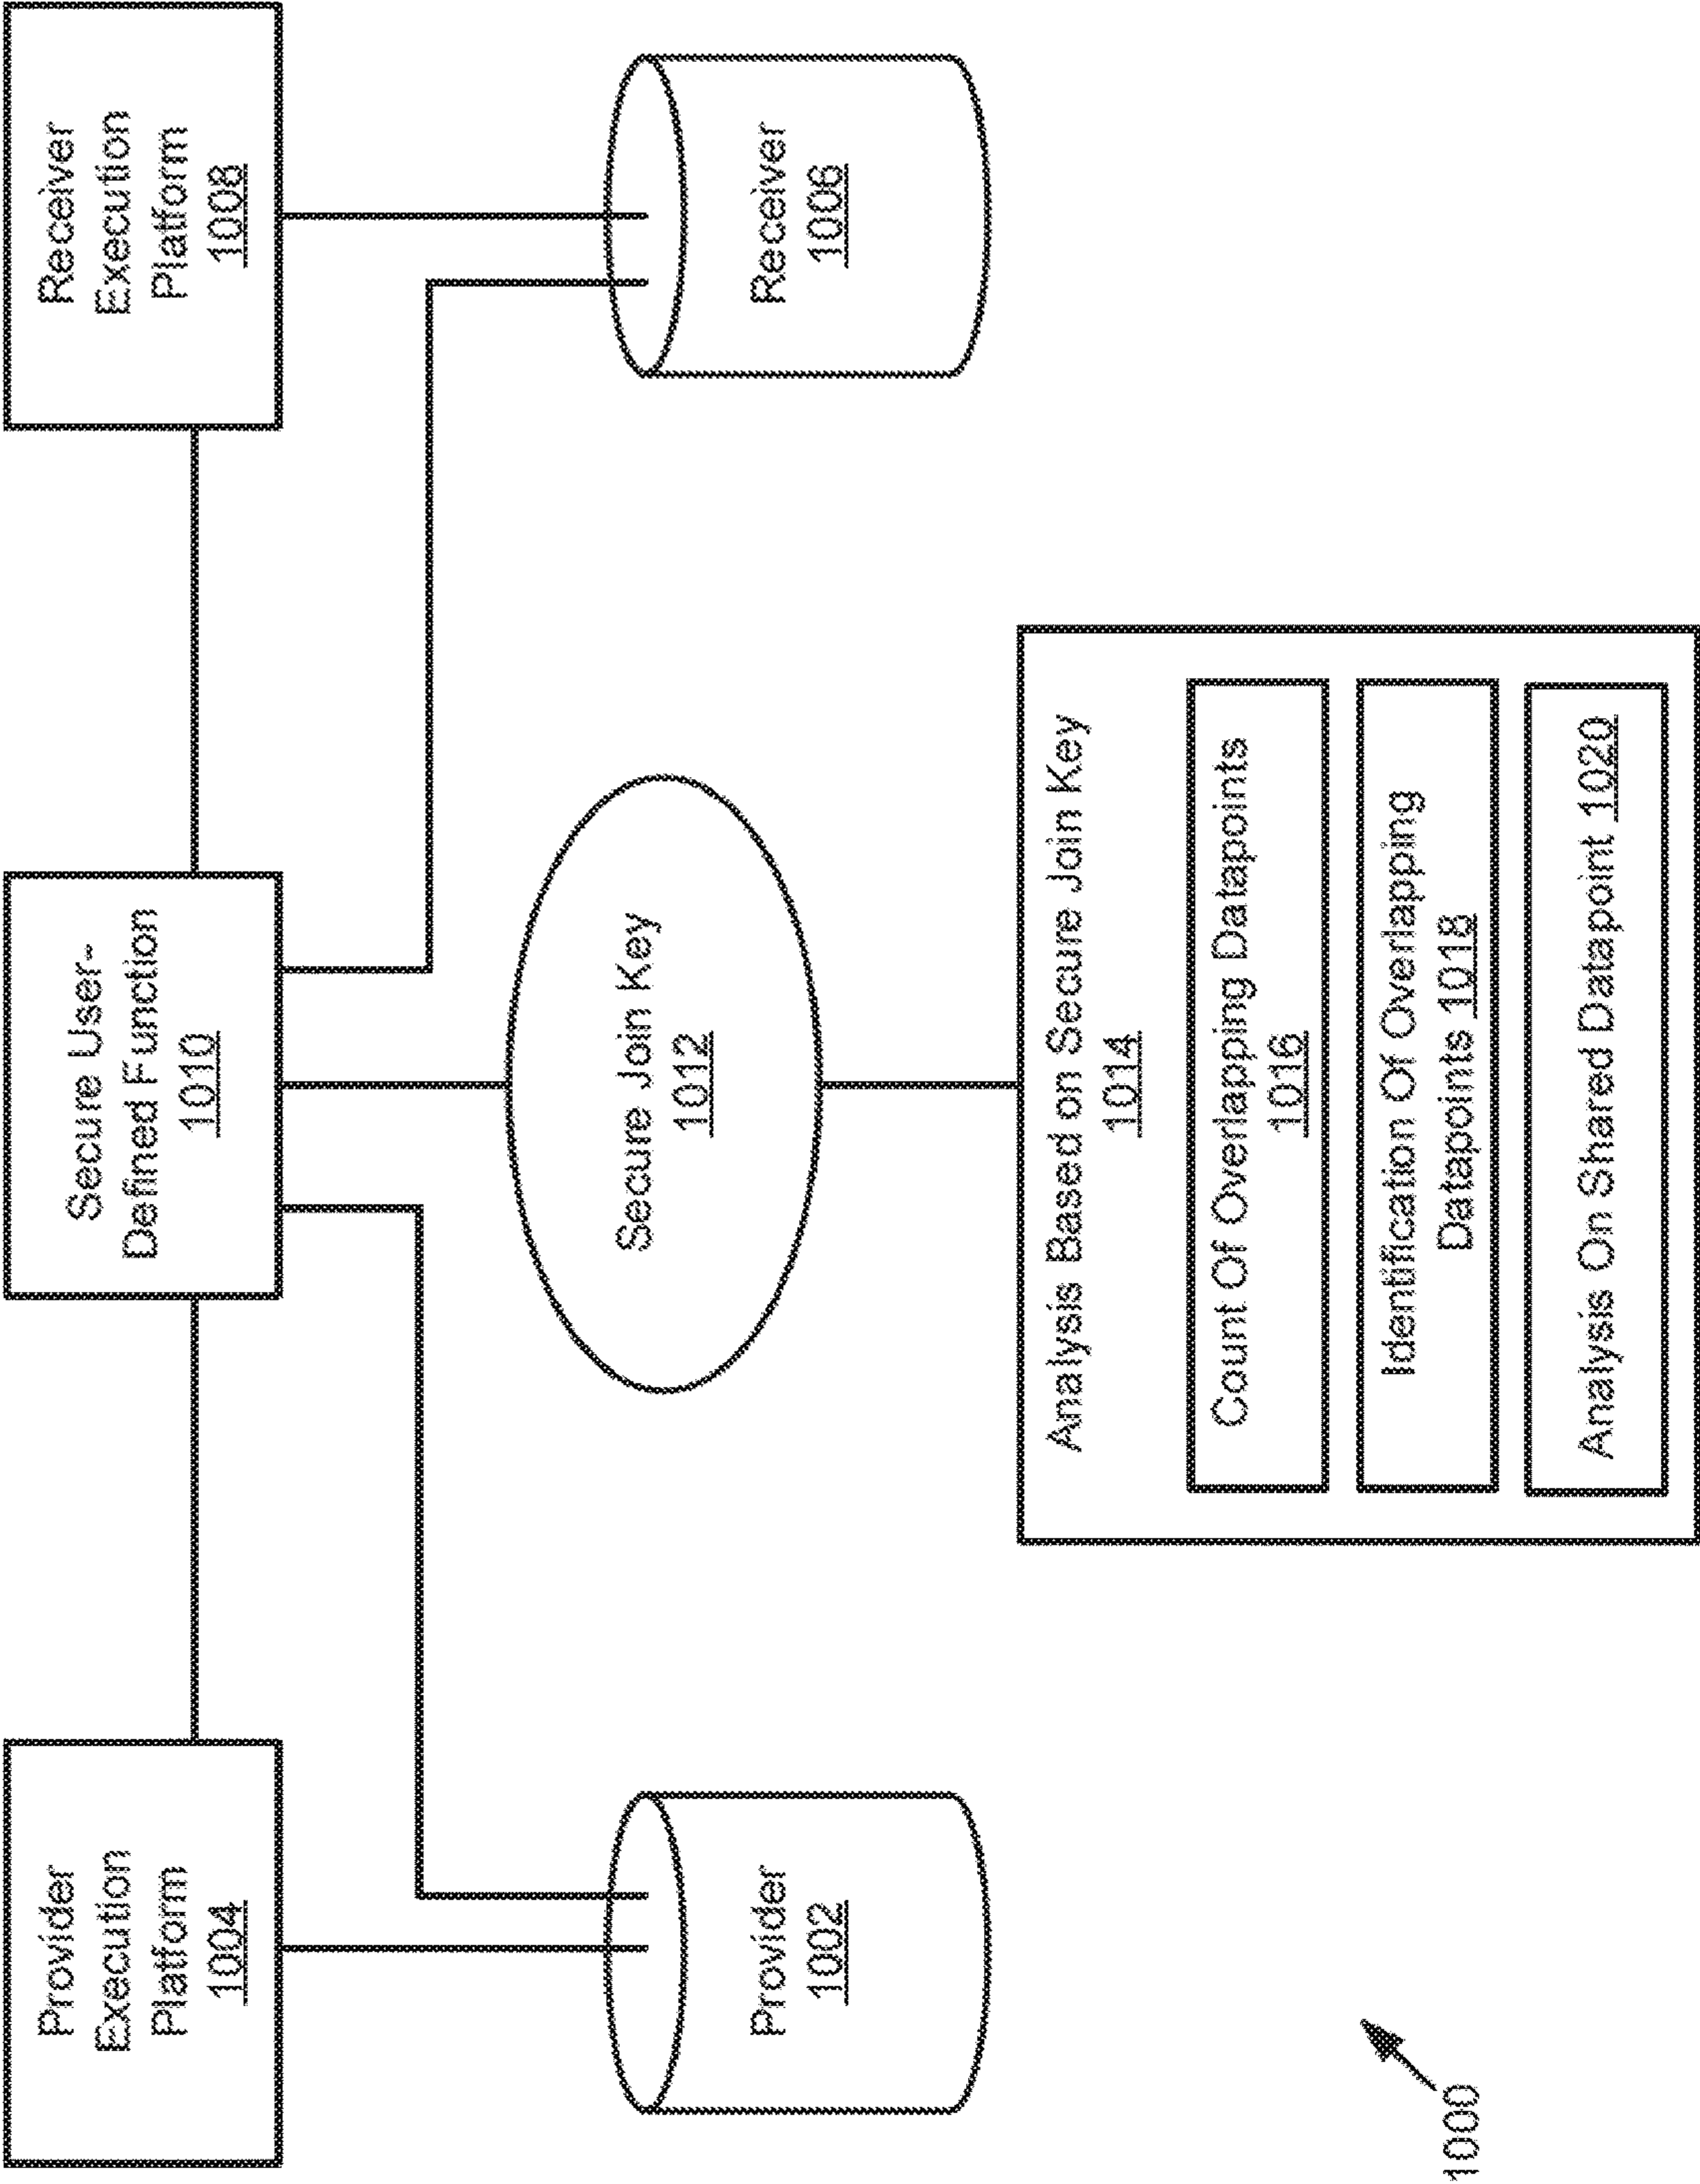 Provider
Execution
Platform
1004
Secure User-
Defined Function
1010
Receiver
Execution
Platform
1008
Provider
1002
Secure Join Key
1012
Receiver
1006
Analysis Based on Secure Join Key
1014
Count Of Overlapping Datapoints
1016
Identification Of Overlapping
Datapoints 1018
Analysis On Shared Datapoint 1020
1000